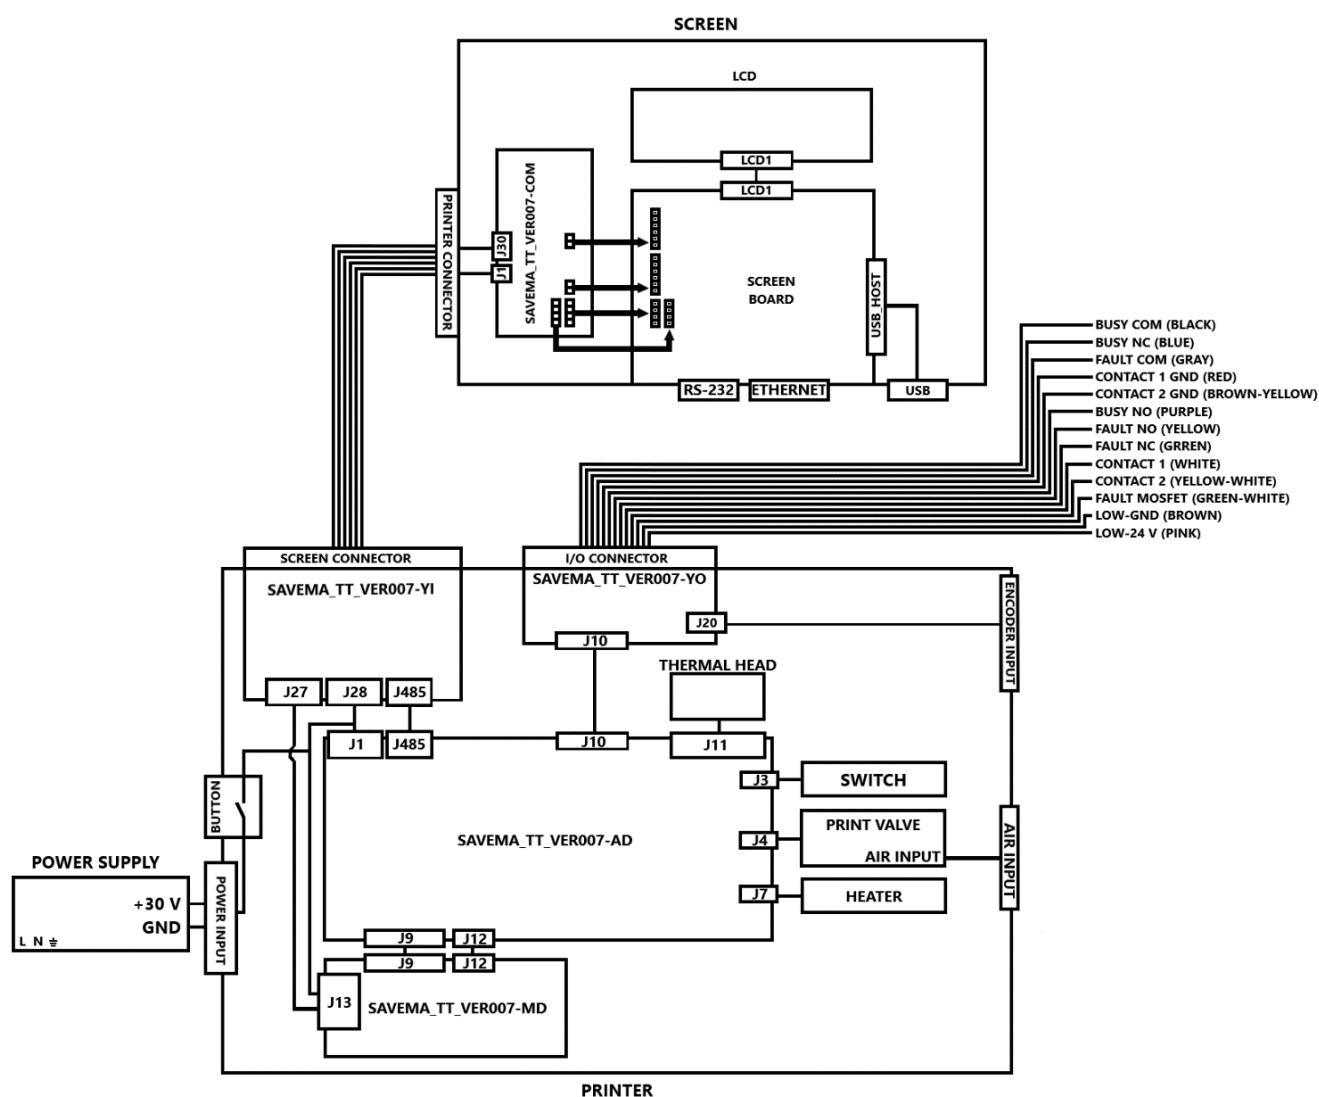 SCREEN
LCD
LCD1
LCD1
PRINTER CONNECTOR
J30
J1
SAVEMA_TT_VER007-COM
SCREEN
BOARD
USB_HOST
RS-232
ETHERNET
USB
BUSY COM (BLACK)
BUSY NC (BLUE)
FAULT COM (GRAY)
CONTACT 1 GND (RED)
CONTACT 2 GND (BROWN-YELLOW)
BUSY NO (PURPLE)
FAULT NO (YELLOW)
FAULT NC (GRREN)
CONTACT 1 (WHITE)
CONTACT 2 (YELLOW-WHITE)
FAULT MOSFET (GREEN-WHITE)
LOW-GND (BROWN)
LOW-24 V (PINK)
SCREEN CONNECTOR
SAVEMA_TT_VER007-YI
I/O CONNECTOR
SAVEMA_TT_VER007-YO
J20
J10
ENCODER INPUT
THERMAL HEAD
J27
J28
J485
J1
J485
J10
J11
J3
SWITCH
BUTTON
SAVEMA_TT_VER007-AD
J4
PRINT VALVE
AIR INPUT
AIR INPUT
J7
HEATER
POWER SUPPLY
+30 V
GND
L N
POWER INPUT
J9
J12
J9
J12
J13
SAVEMA_TT_VER007-MD
PRINTER